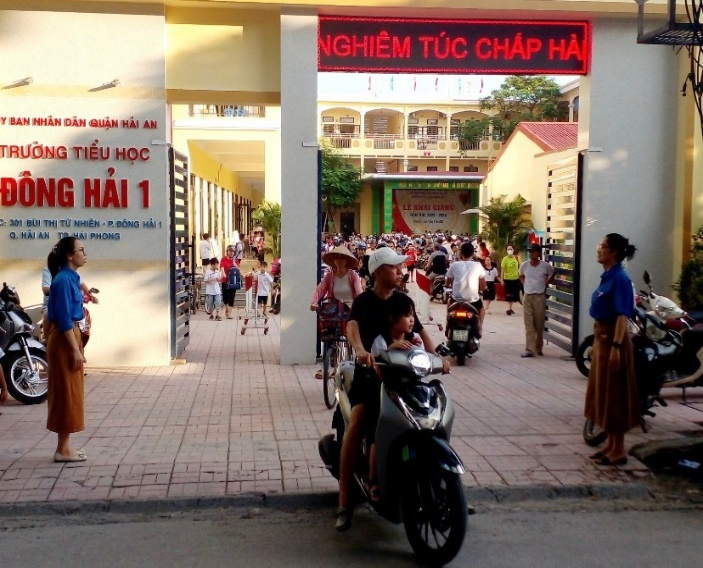 NGHIÊM TÚC CHẤP HÀ
Y BAN NHÂN DÂN QUẬN HẢI AN
TRƯỜNG TIỂU HỌC
ĐÔNG HẢI 1
C: 301 BÙI THỊ TỪ NHIÊN - P. ĐÔNG HẢI 1
Q. HẢI AN TP. HẢI PHÒNG
LỄ KHAI GIẢNG